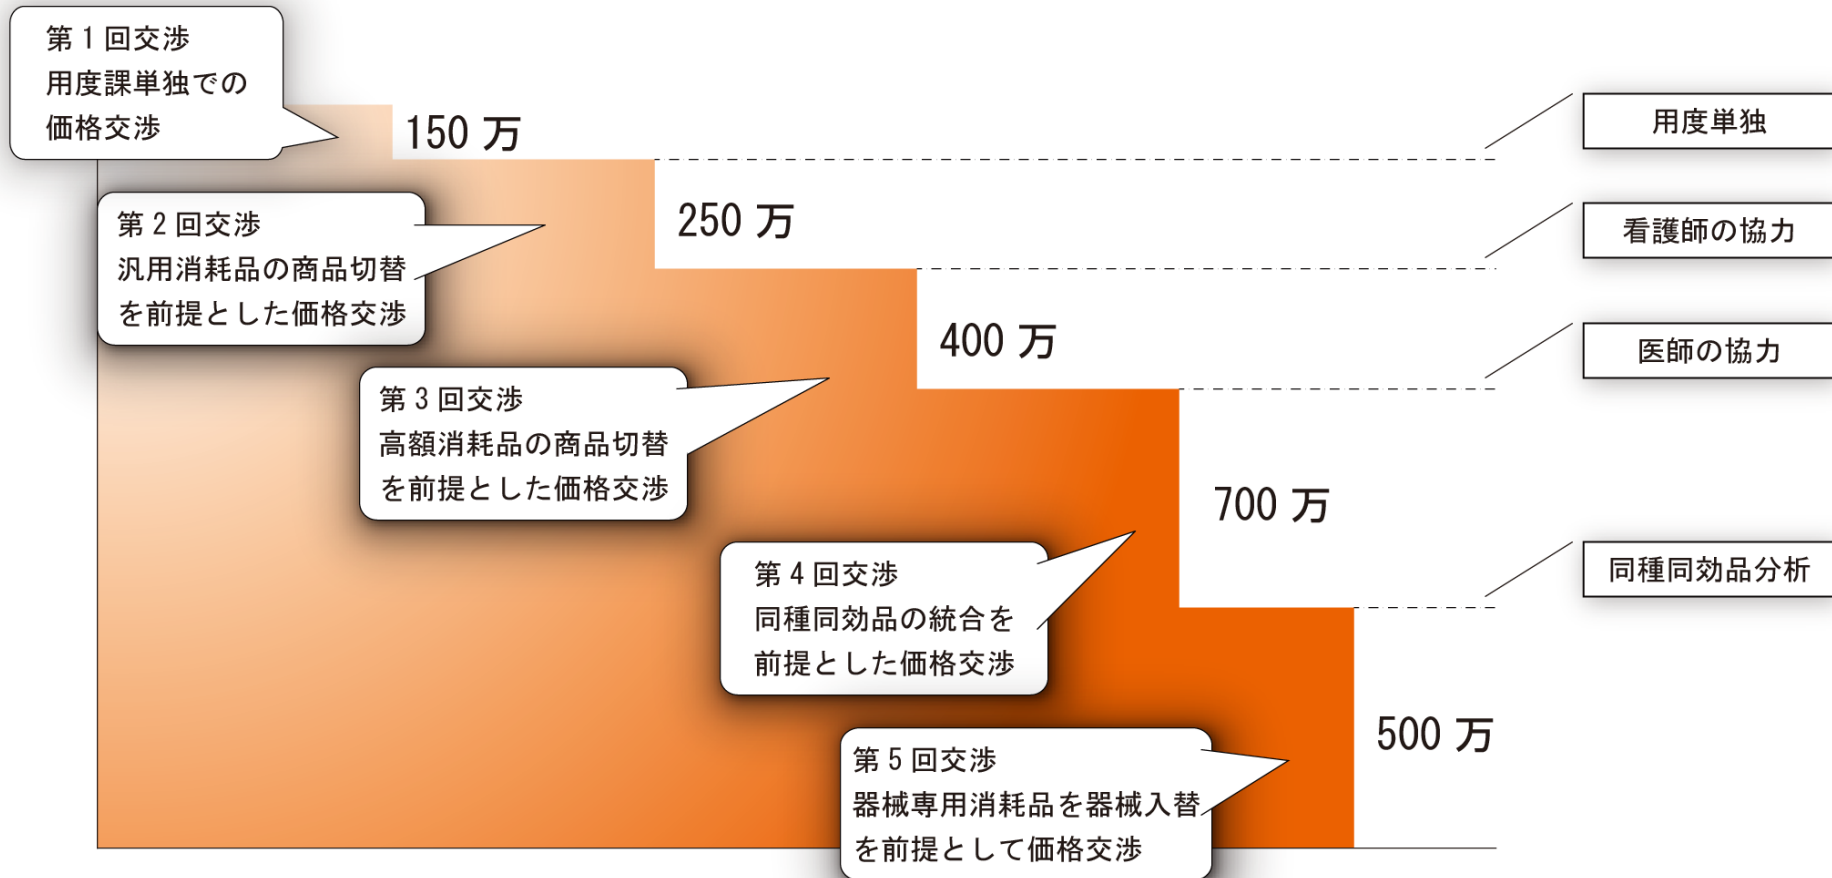 第1回交渉
用度課単独での
価格交渉
150 万
用度単独
第2回交渉
汎用消耗品の商品切替
を前提とした価格交渉
250 万
看護師の協力
第3回交渉
高額消耗品の商品切替
を前提とした価格交渉
400 万
医師の協力
第4回交渉
同種同効品の統合を
前提とした価格交渉
700 万
同種同効品分析
第5回交渉
器械専用消耗品を器械入替
を前提として価格交渉
500 万